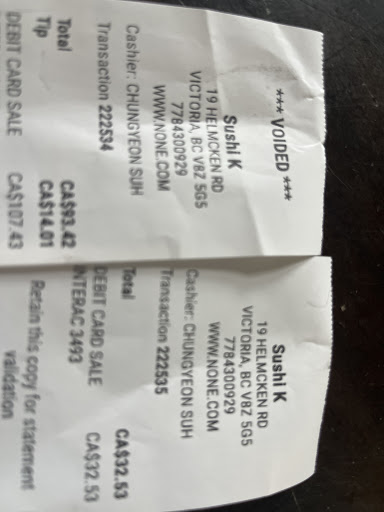 *** VOIDED ***
Sushi K
19 HELMCKEN RD
VICTORIA, BC V8Z 5G5
7784300929
WWW.NONE.COM
Cashier: CHUNGYEON SUH
Transaction 222534
Total CA$93.42
Tip CA$14.01
DEBIT CARD SALE CA$107.43
Sushi K
19 HELMCKEN RD
VICTORIA, BC V8Z 5G5
7784300929
WWW.NONE.COM
Cashier: CHUNGYEON SUH
Transaction 222535
Total CA$32.53
DEBIT CARD SALE CA$32.53
INTERAC 3493
Retain this copy for statement
validation